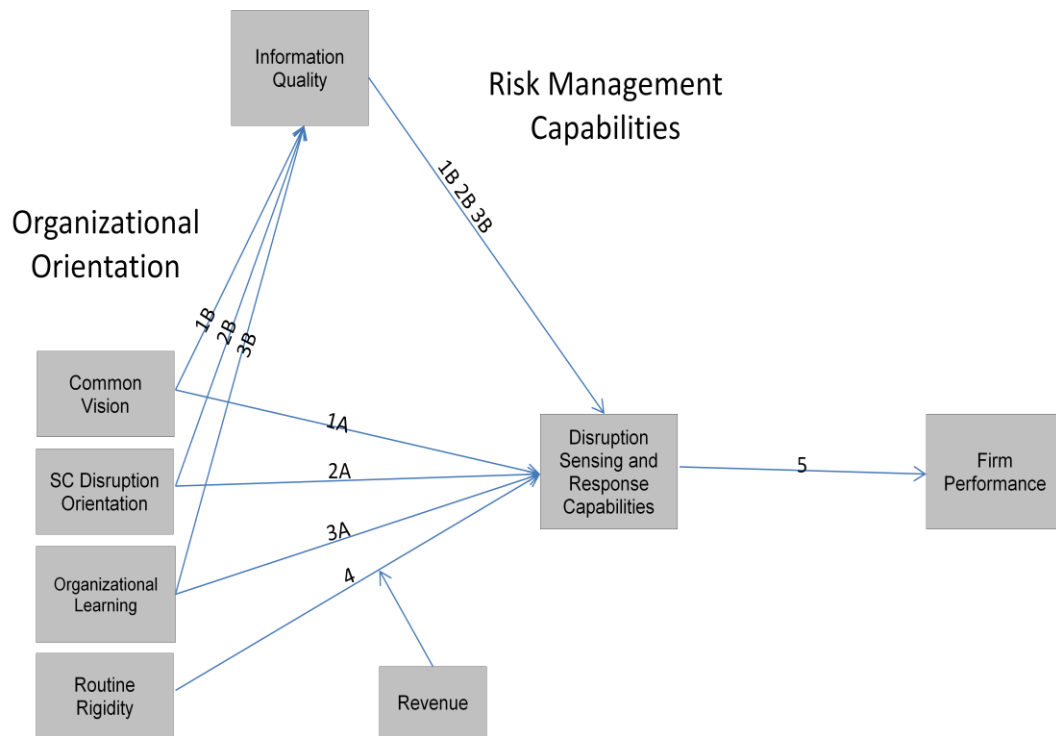 Information
Quality
Risk Management
Capabilities
1B 2B 3B
Organizational
Orientation
1B
2B
3B
Common
Vision
1A
SC Disruption
Orientation
2A
Disruption
Sensing and
Response
Capabilities
5
Firm
Performance
Organizational
Learning
3A
4
Routine
Rigidity
Revenue